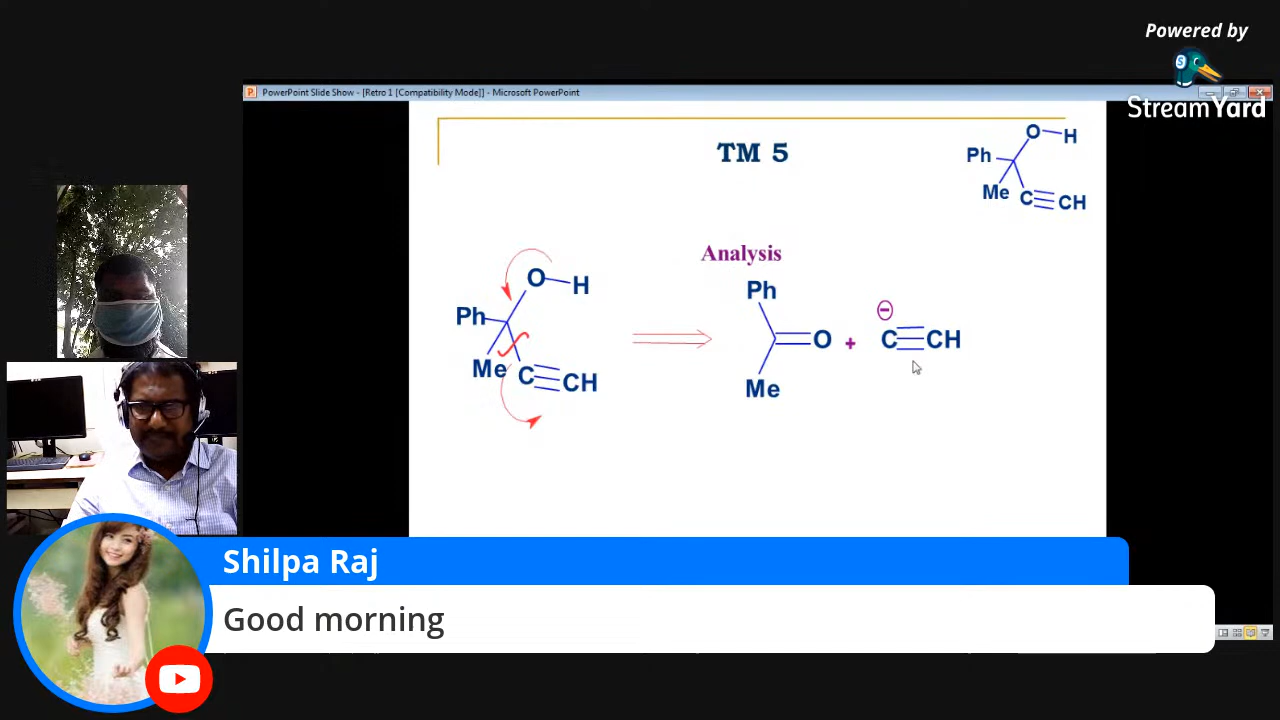 Powered by
StreamYard
PowerPoint Slide Show - [Retro 1 [Compatibility Mode]] - Microsoft PowerPoint
TM 5
O H
Ph
Me C CH
Analysis
O H
Ph
Me C CH
Ph
O + C CH
Me
Shilpa Raj
Good morning